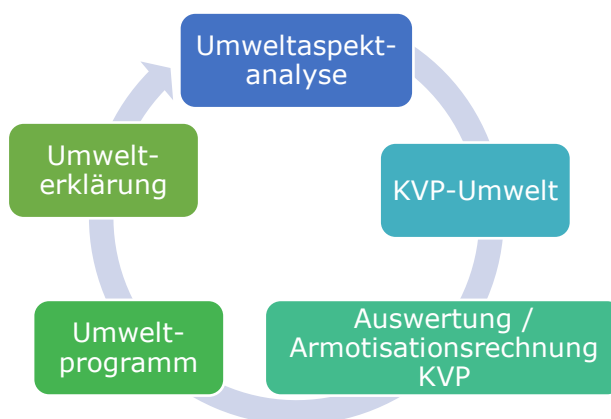 Umweltaspekt-
analyse
KVP-Umwelt
Auswertung /
Armotisationsrechnung
KVP
Umwelt-
programm
Umwelt-
erklärung